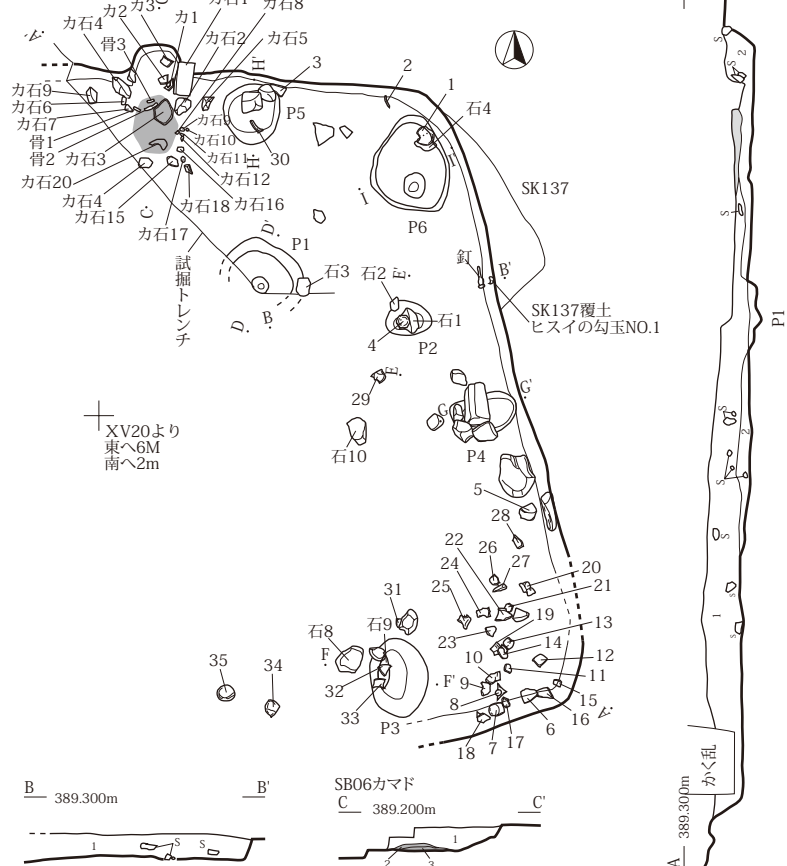 カ2
カ石4
カ1
カ石8
骨3
カ石2
カ石5
A'
H'
3
2
1
石4
カ石9
カ石6
カ石7
骨1
骨2
カ石3
カ石9
カ石10
カ石11
P5
30
H
カ石20
カ石4
カ石15
カ石12
カ石16
カ石18
カ石17
C
I
I'
P6
SK137
D'
P1
石3
試掘トレンチ
D
B
石2
E'
石1
4
P2
E
29
釘
B'
SK137覆土
ヒスイの勾玉NO.1
G'
G
P4
石10
XV20より
東へ6M
南へ2m
5
28
22
26
27
20
24
21
25
19
13
23
14
10
12
9
11
8
15
16
6
18
7
17
31
石8
石9
F
F'
32
33
P3
35
34
A
B
389.300m
B'
1
S
S
SB06カマド
C
389.200m
C'
1
2
3
S
2
S
P1
S
2
S
S
S
1
S
かく乱
389.300m
A